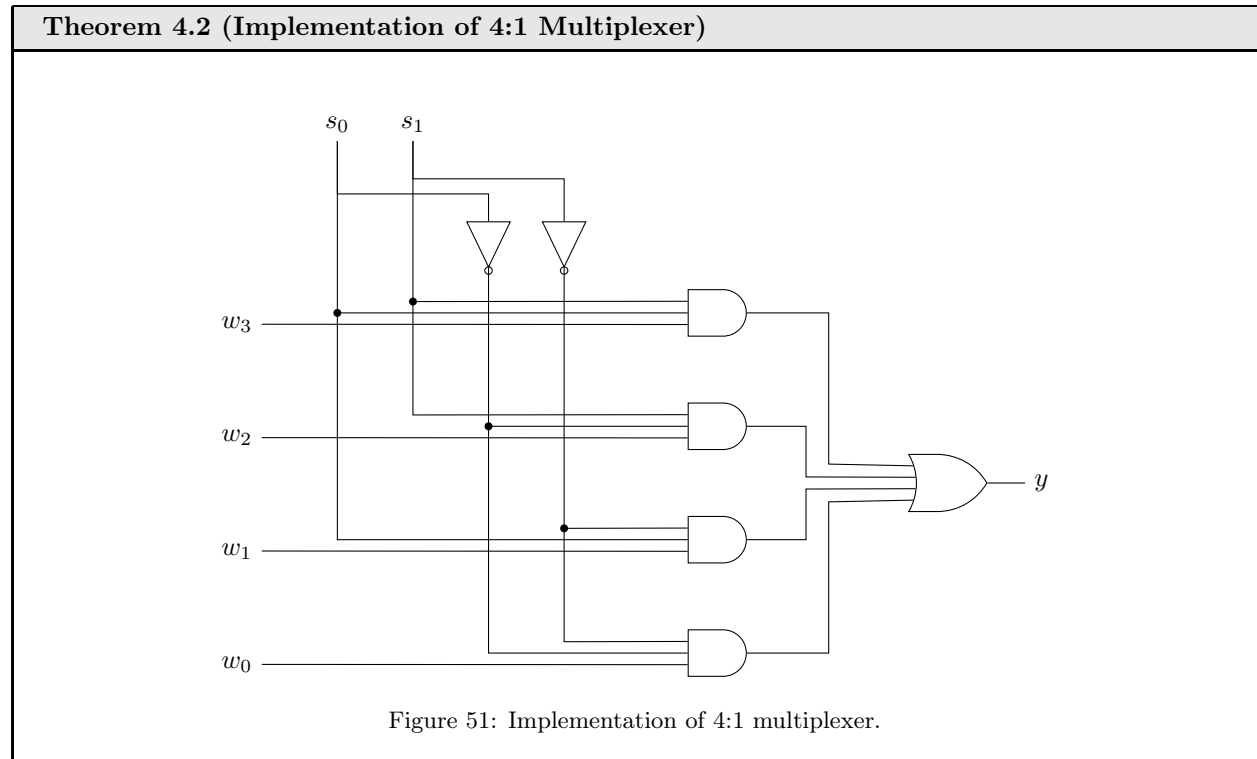 Theorem 4.2 (Implementation of 4:1 Multiplexer)
s₀ s₁
w₃
w₂
y
w₁
w₀
Figure 51: Implementation of 4:1 multiplexer.